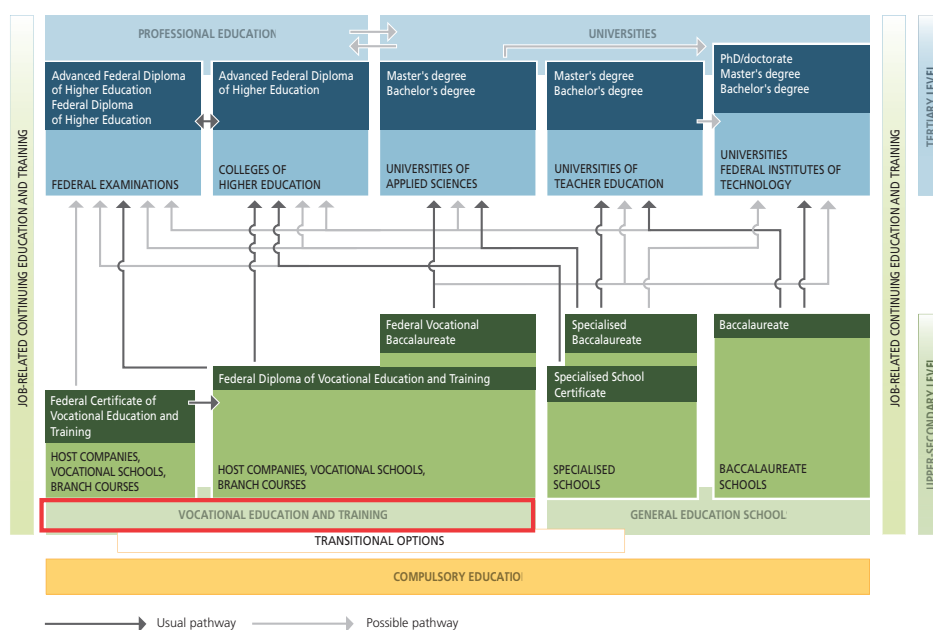 PROFESSIONAL EDUCATION
UNIVERSITIES
JOB-RELATED CONTINUING EDUCATION AND TRAINING
Advanced Federal Diploma
of Higher Education
Federal Diploma
of Higher Education
FEDERAL EXAMINATIONS
Advanced Federal Diploma
of Higher Education
COLLEGES OF
HIGHER EDUCATION
Master's degree
Bachelor's degree
UNIVERSITIES OF
APPLIED SCIENCES
Master's degree
Bachelor's degree
UNIVERSITIES OF
TEACHER EDUCATION
PhD/doctorate
Master's degree
Bachelor's degree
UNIVERSITIES
FEDERAL INSTITUTES OF
TECHNOLOGY
JOB-RELATED CONTINUING EDUCATION AND TRAINING
TERTIARY LEVEL
UPPER-SECONDARY LEVEL
Federal Vocational
Baccalaureate
Specialised
Baccalaureate
Baccalaureate
Federal Diploma of Vocational Education and Training
Specialised School
Certificate
Federal Certificate of
Vocational Education and
Training
HOST COMPANIES,
VOCATIONAL SCHOOLS,
BRANCH COURSES
HOST COMPANIES, VOCATIONAL SCHOOLS,
BRANCH COURSES
SPECIALISED
SCHOOLS
BACCALAUREATE
SCHOOLS
VOCATIONAL EDUCATION AND TRAINING
GENERAL EDUCATION SCHOOL
TRANSITIONAL OPTIONS
COMPULSORY EDUCATIO
Usual pathway
Possible pathway